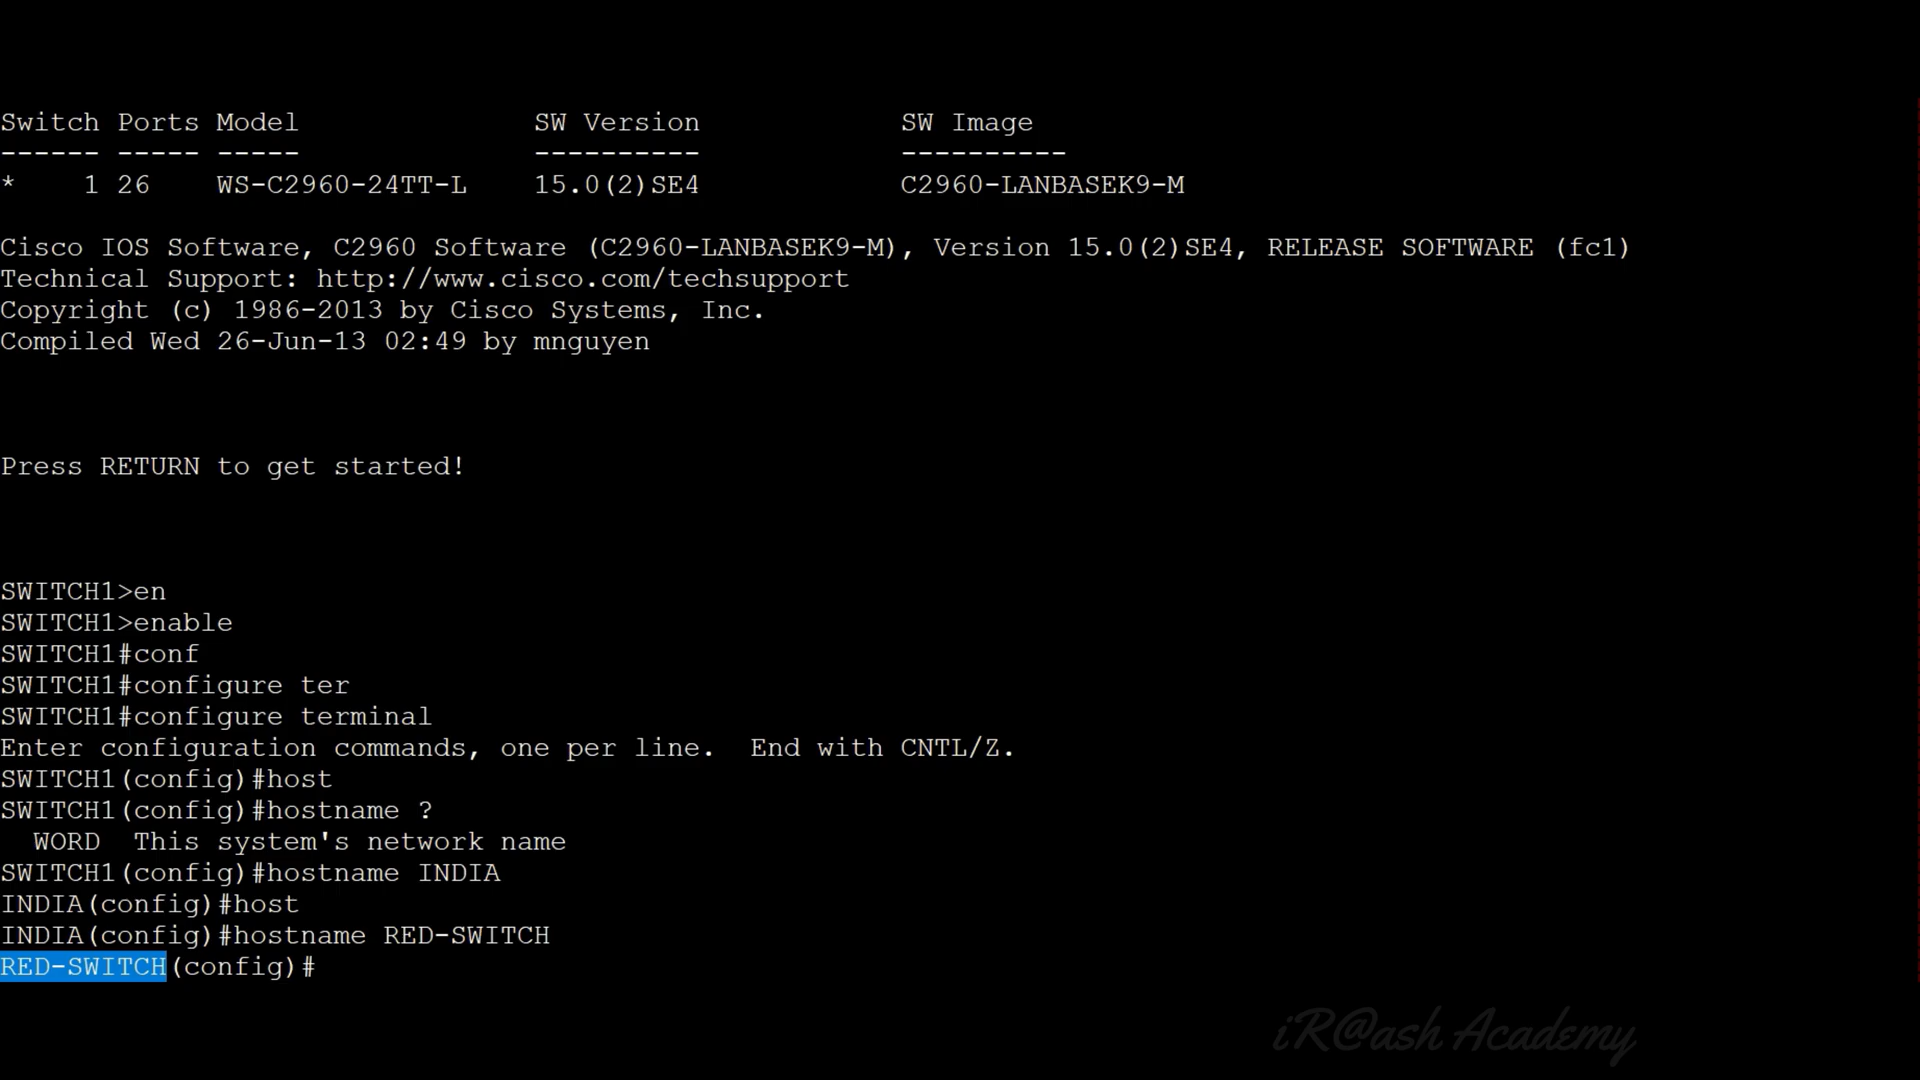 Switch Ports Model              SW Version            SW Image
------ ----- -----              ----------            ----------
*    1 26    WS-C2960-24TT-L    15.0(2)SE4            C2960-LANBASEK9-M
Cisco IOS Software, C2960 Software (C2960-LANBASEK9-M), Version 15.0(2)SE4, RELEASE SOFTWARE (fc1)
Technical Support: http://www.cisco.com/techsupport
Copyright (c) 1986-2013 by Cisco Systems, Inc.
Compiled Wed 26-Jun-13 02:49 by mnguyen
Press RETURN to get started!
SWITCH1>en
SWITCH1>enable
SWITCH1#conf
SWITCH1#configure ter
SWITCH1#configure terminal
Enter configuration commands, one per line.  End with CNTL/Z.
SWITCH1(config)#host
SWITCH1(config)#hostname ?
  WORD  This system's network name
SWITCH1(config)#hostname INDIA
INDIA(config)#host
INDIA(config)#hostname RED-SWITCH
RED-SWITCH(config)#
iR@ash Academy